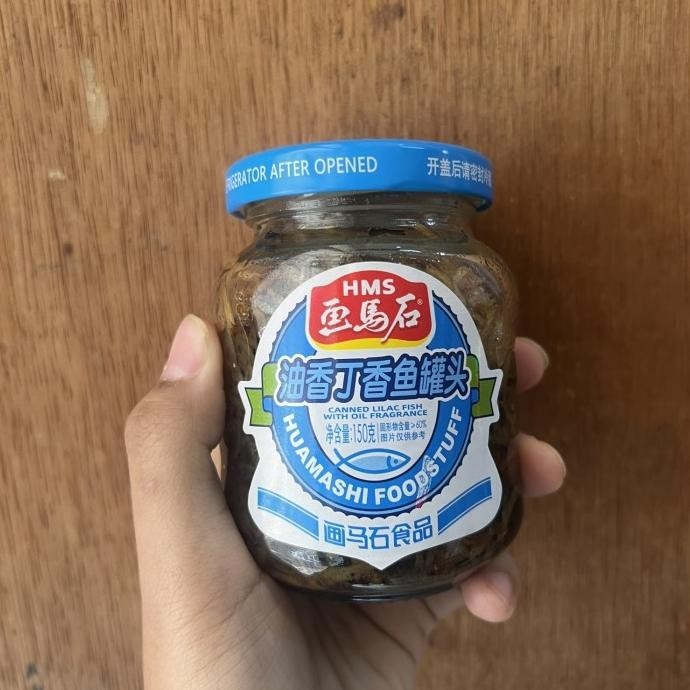 REFRIGERATOR AFTER OPENED
开盖后请密封冷藏
HMS
画馬石®
油香丁香鱼罐头
CANNED LILAC FISH
WITH OIL FRAGRANCE
净含量:150克
固形物含量≥60%
图片仅供参考
HUAMASHI FOODSTUFF
画马石食品